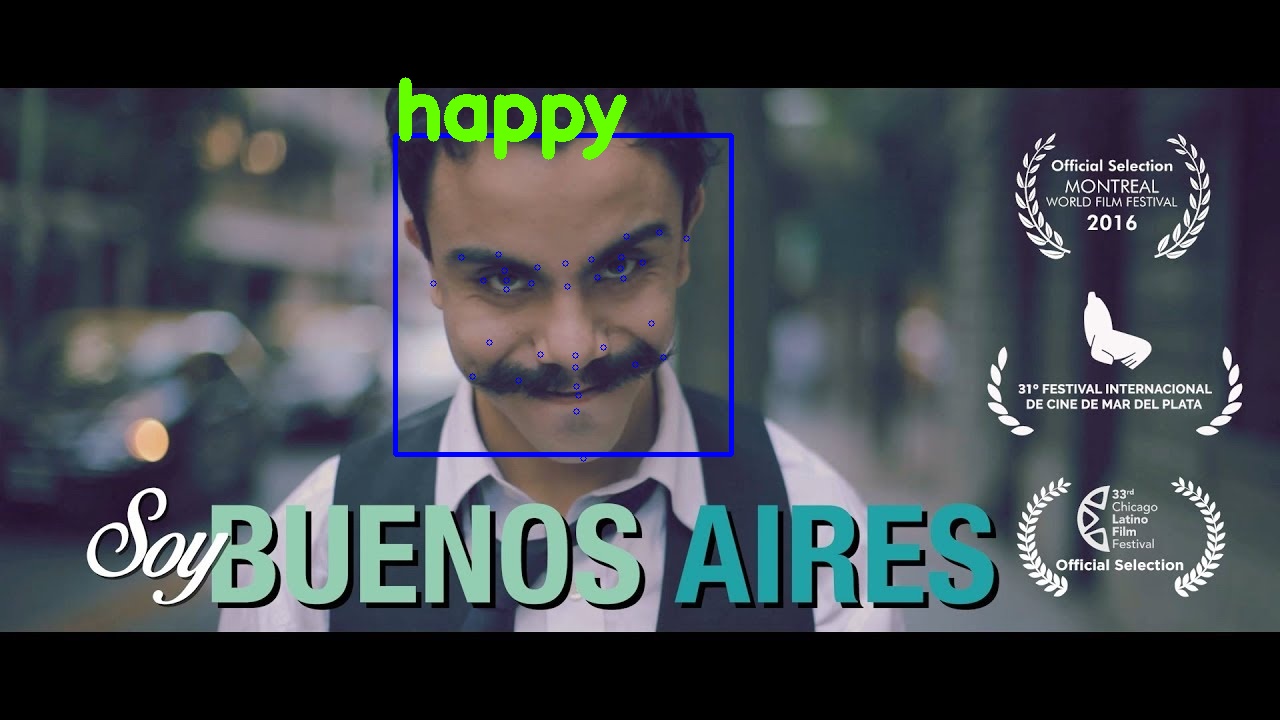 happy
Official Selection
MONTREAL
WORLD FILM FESTIVAL
2016
31º FESTIVAL INTERNACIONAL
DE CINE DE MAR DEL PLATA
33rd
Chicago
Latino
Film
Festival
Official Selection
Soy BUENOS AIRES